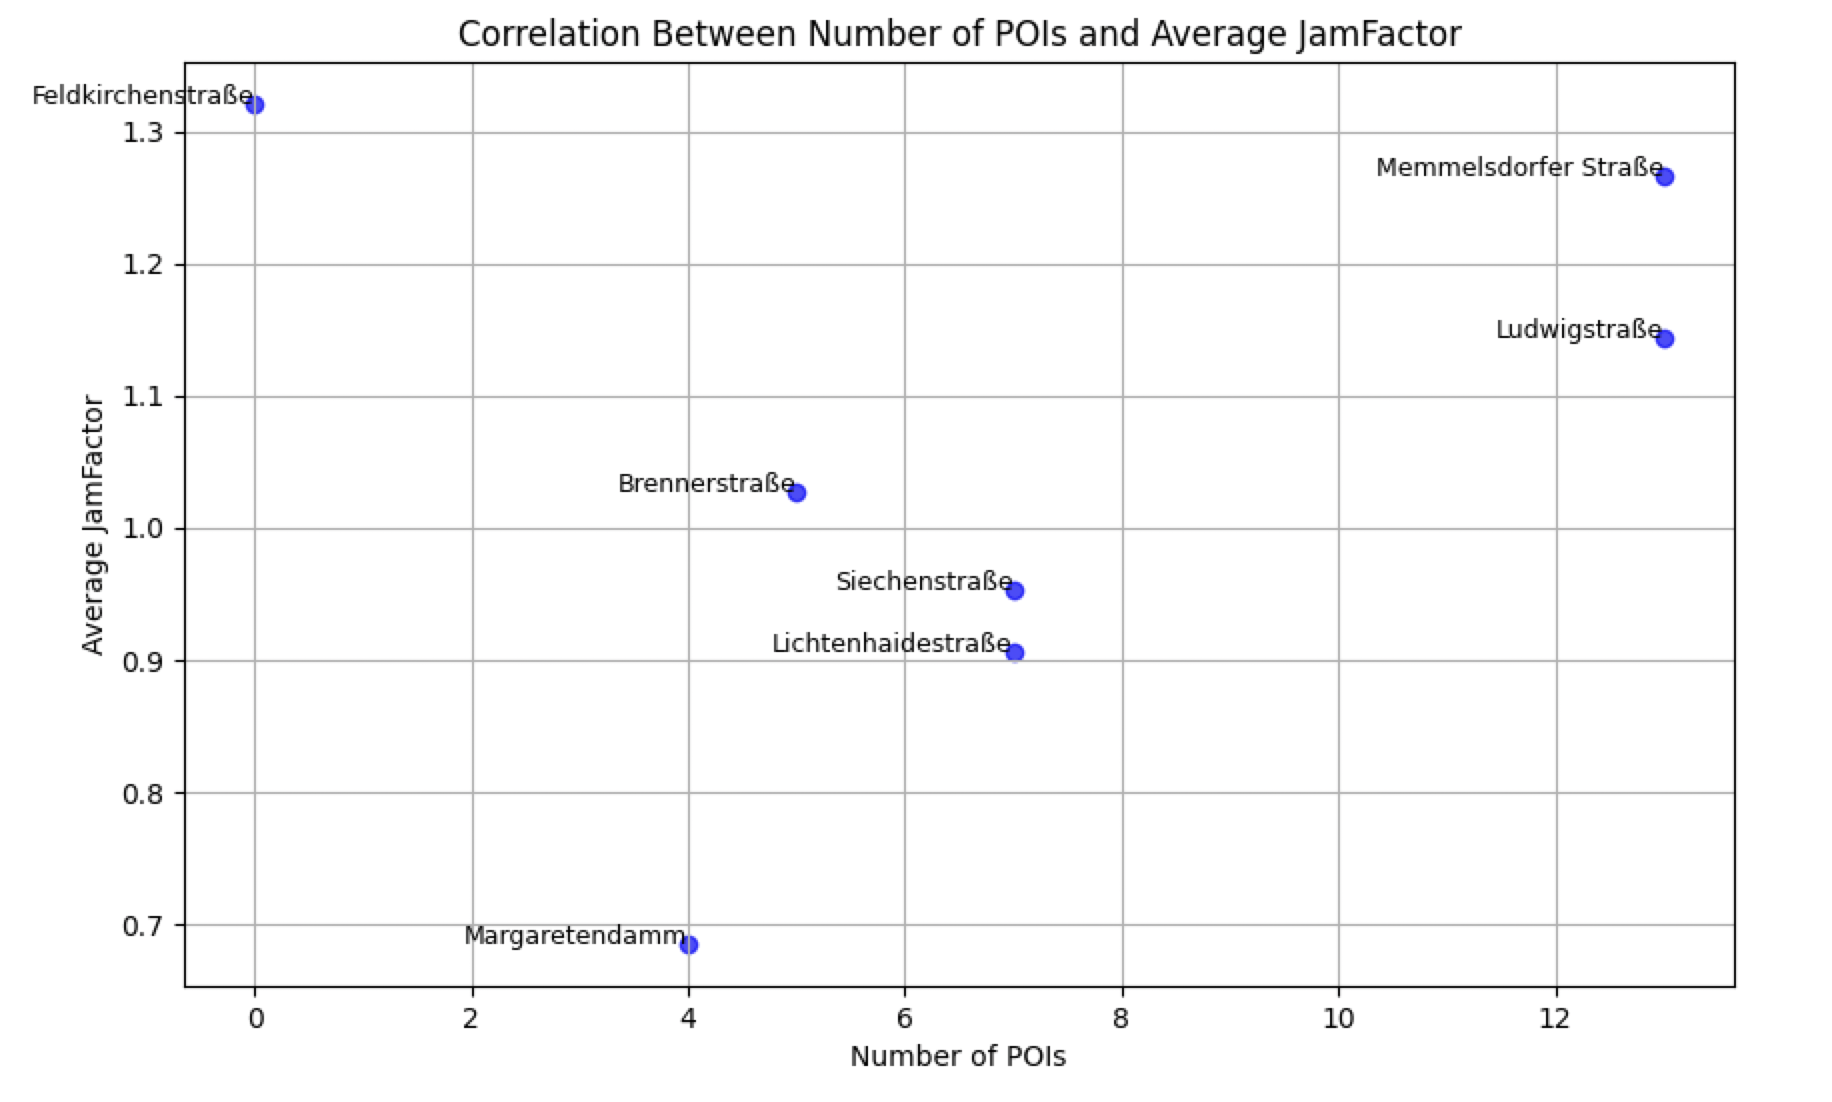 Correlation Between Number of POIs and Average JamFactor
Feldkirchenstraße
1.3
Memmelsdorfer Straße
1.2
Ludwigstraße
1.1
Brennerstraße
1.0
Siechenstraße
Lichtenhaidestraße
0.9
0.8
Margaretendamm
0.7
Average JamFactor
0 2 4 6 8 10 12
Number of POIs